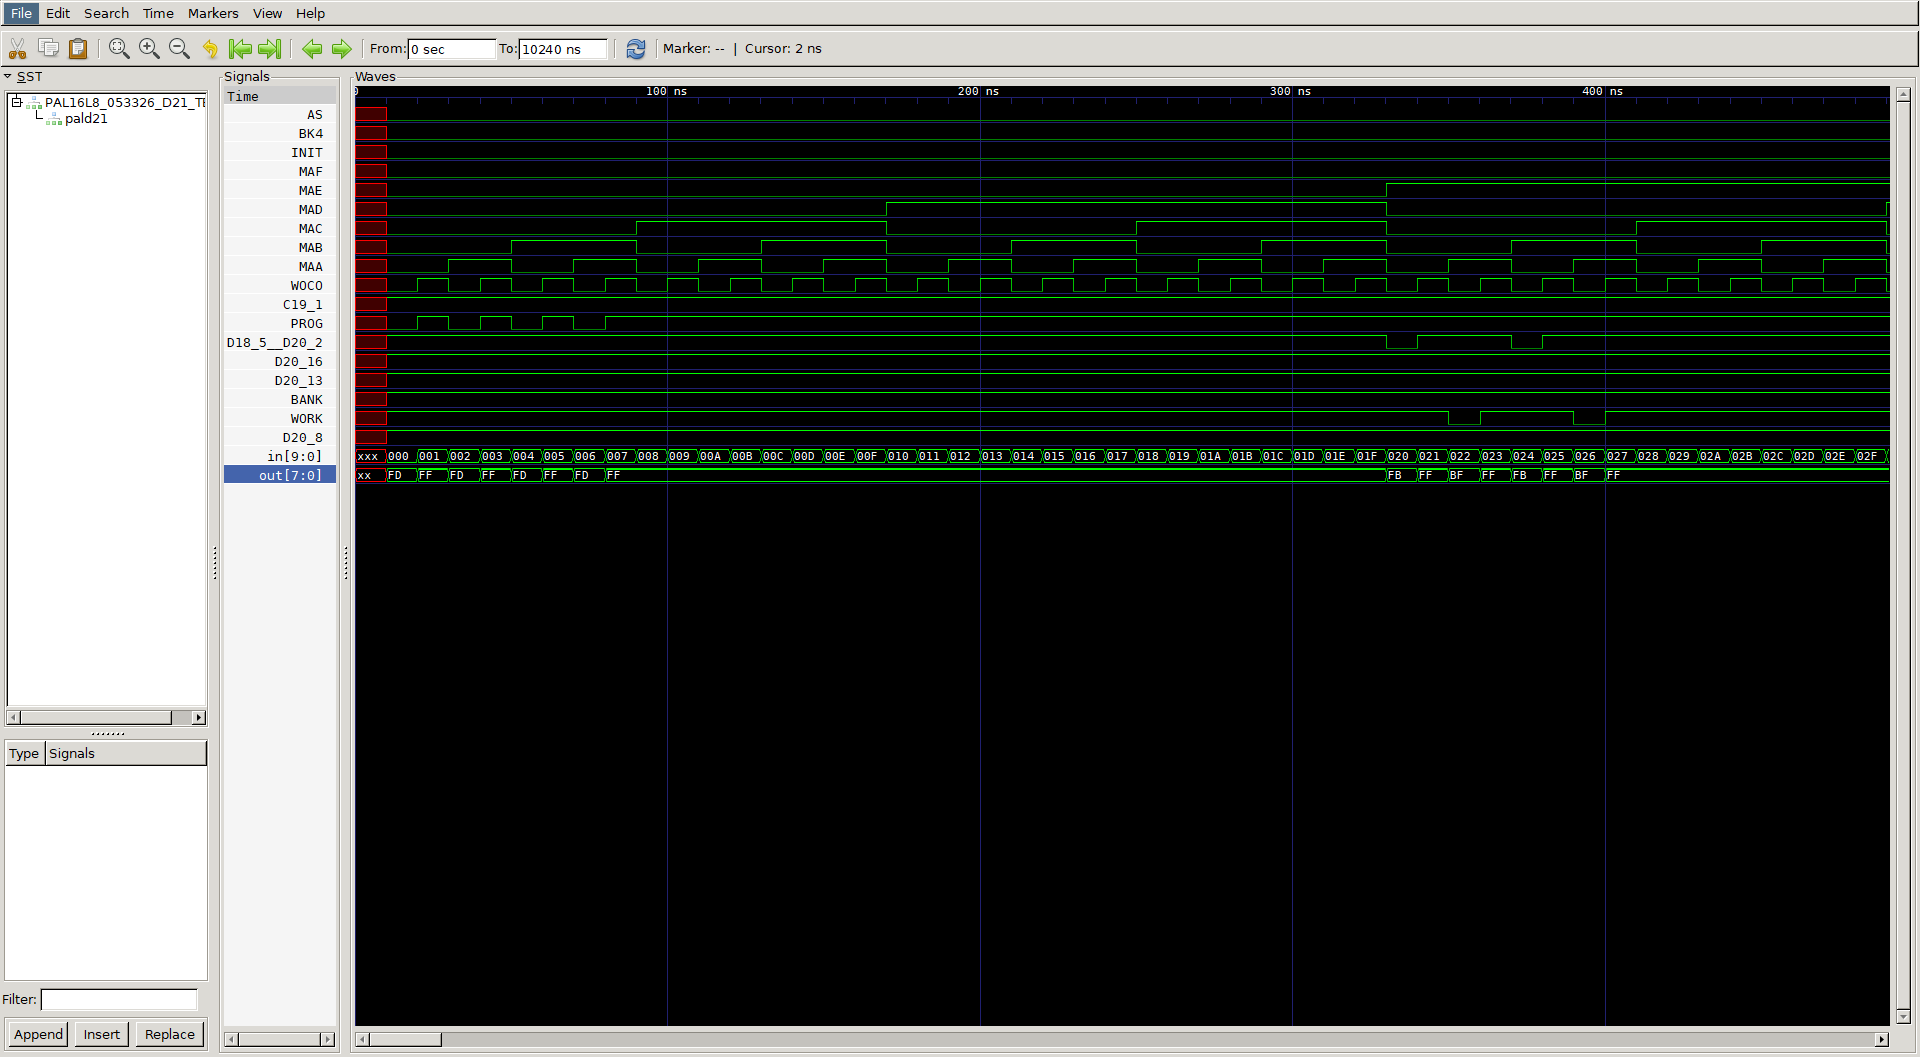 File Edit Search Time Markers View Help
From: 0 sec To: 10240 ns Marker: -- | Cursor: 2 ns
SST
PAL16L8_053326_D21_T
pald21
Type Signals
Filter:
Append Insert Replace
Signals
Time
AS
BK4
INIT
MAF
MAE
MAD
MAC
MAB
MAA
WOCO
C19_1
PROG
D18_5__D20_2
D20_16
D20_13
BANK
WORK
D20_8
in[9:0]
out[7:0]
Waves
0 100 ns 200 ns 300 ns 400 ns
xxx 000 001 002 003 004 005 006 007 008 009 00A 00B 00C 00D 00E 00F 010 011 012 013 014 015 016 017 018 019 01A 01B 01C 01D 01E 01F 020 021 022 023 024 025 026 027 028 029 02A 02B 02C 02D 02E 02F
xx FD FF FD FF FD FF FD FF FB FF BF FF FB FF BF FF